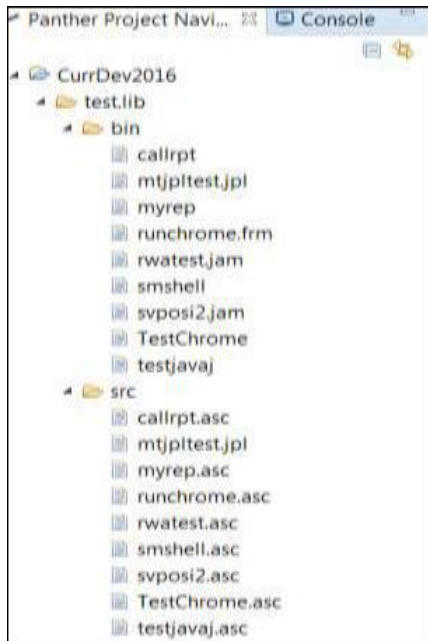 Panther Project Navi... Console
CurrDev2016
test.lib
bin
callrpt
mtjpltest.jpl
myrep
runchrome.frm
rwatest.jam
smshell
svposi2.jam
TestChrome
testjavaj
src
callrpt.asc
mtjpltest.jpl
myrep.asc
runchrome.asc
rwatest.asc
smshell.asc
svposi2.asc
TestChrome.asc
testjavaj.asc